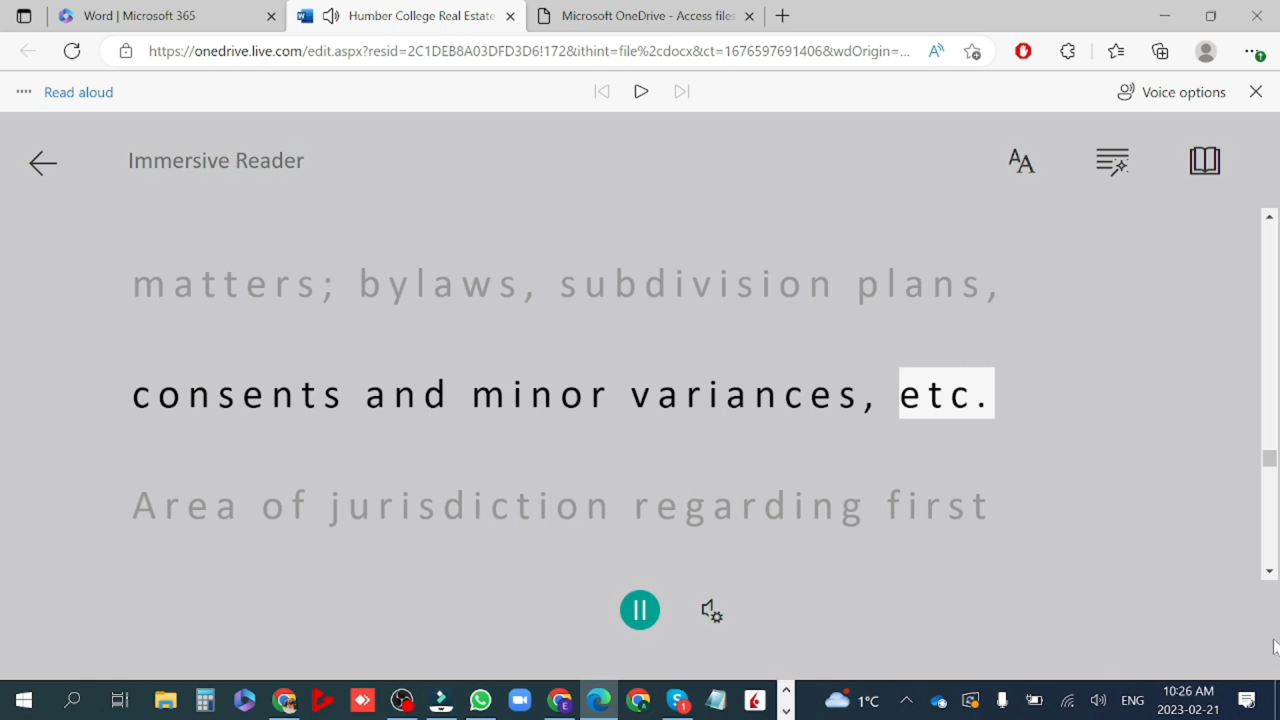 Word | Microsoft 365
Humber College Real Estate
Microsoft OneDrive - Access files
https://onedrive.live.com/edit.aspx?resid=2C1DEB8A03DFD3D6!172&ithint=file%2cdocx&ct=1676597691406&wdOrigin=...
Read aloud
Voice options
Immersive Reader
matters; bylaws, subdivision plans,
consents and minor variances, etc.
Area of jurisdiction regarding first
1°C
ENG
10:26 AM
2023-02-21